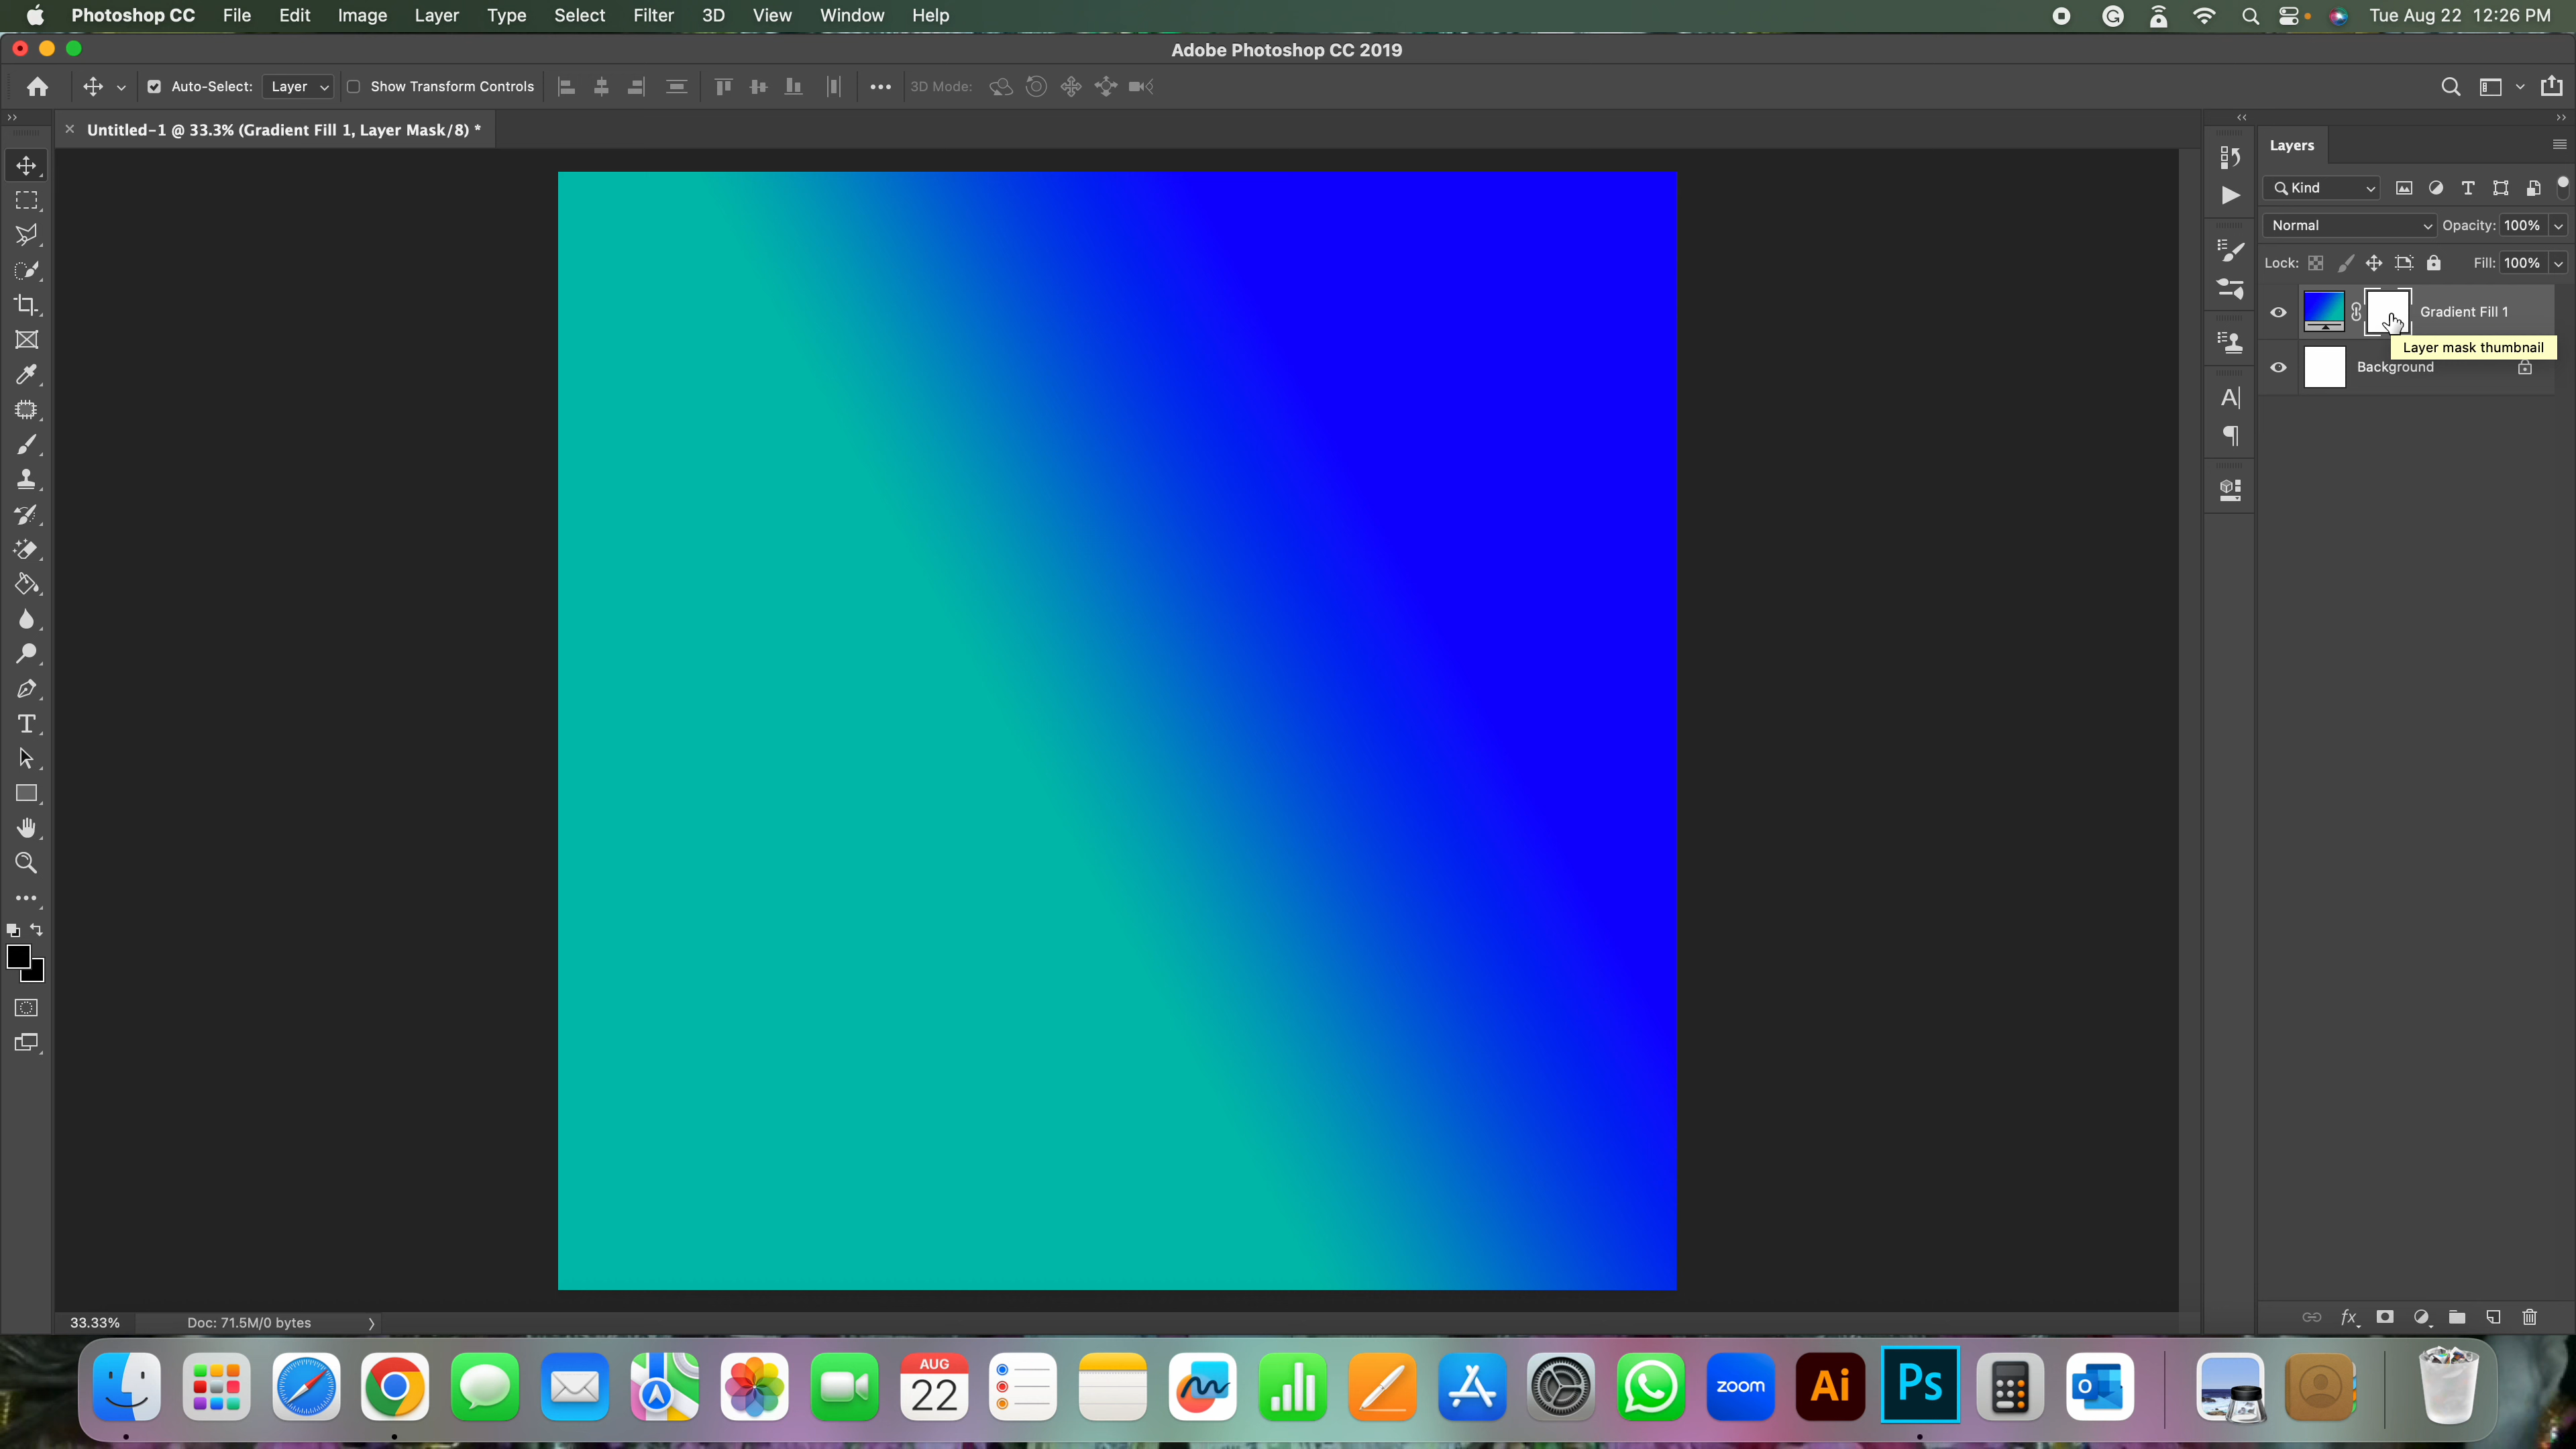 Photoshop CC File Edit Image Layer Type Select Filter 3D View Window Help Tue Aug 22 12:26 PM
Adobe Photoshop CC 2019
Auto-Select: Layer Show Transform Controls 3D Mode:
Untitled-1 @ 33.3% (Gradient Fill 1, Layer Mask/8) *
Layers
Kind
Normal Opacity: 100%
Lock: Fill: 100%
Gradient Fill 1
Layer mask thumbnail
Background
33.33% Doc: 71.5M/0 bytes
AUG
22
zoom
Ai
Ps